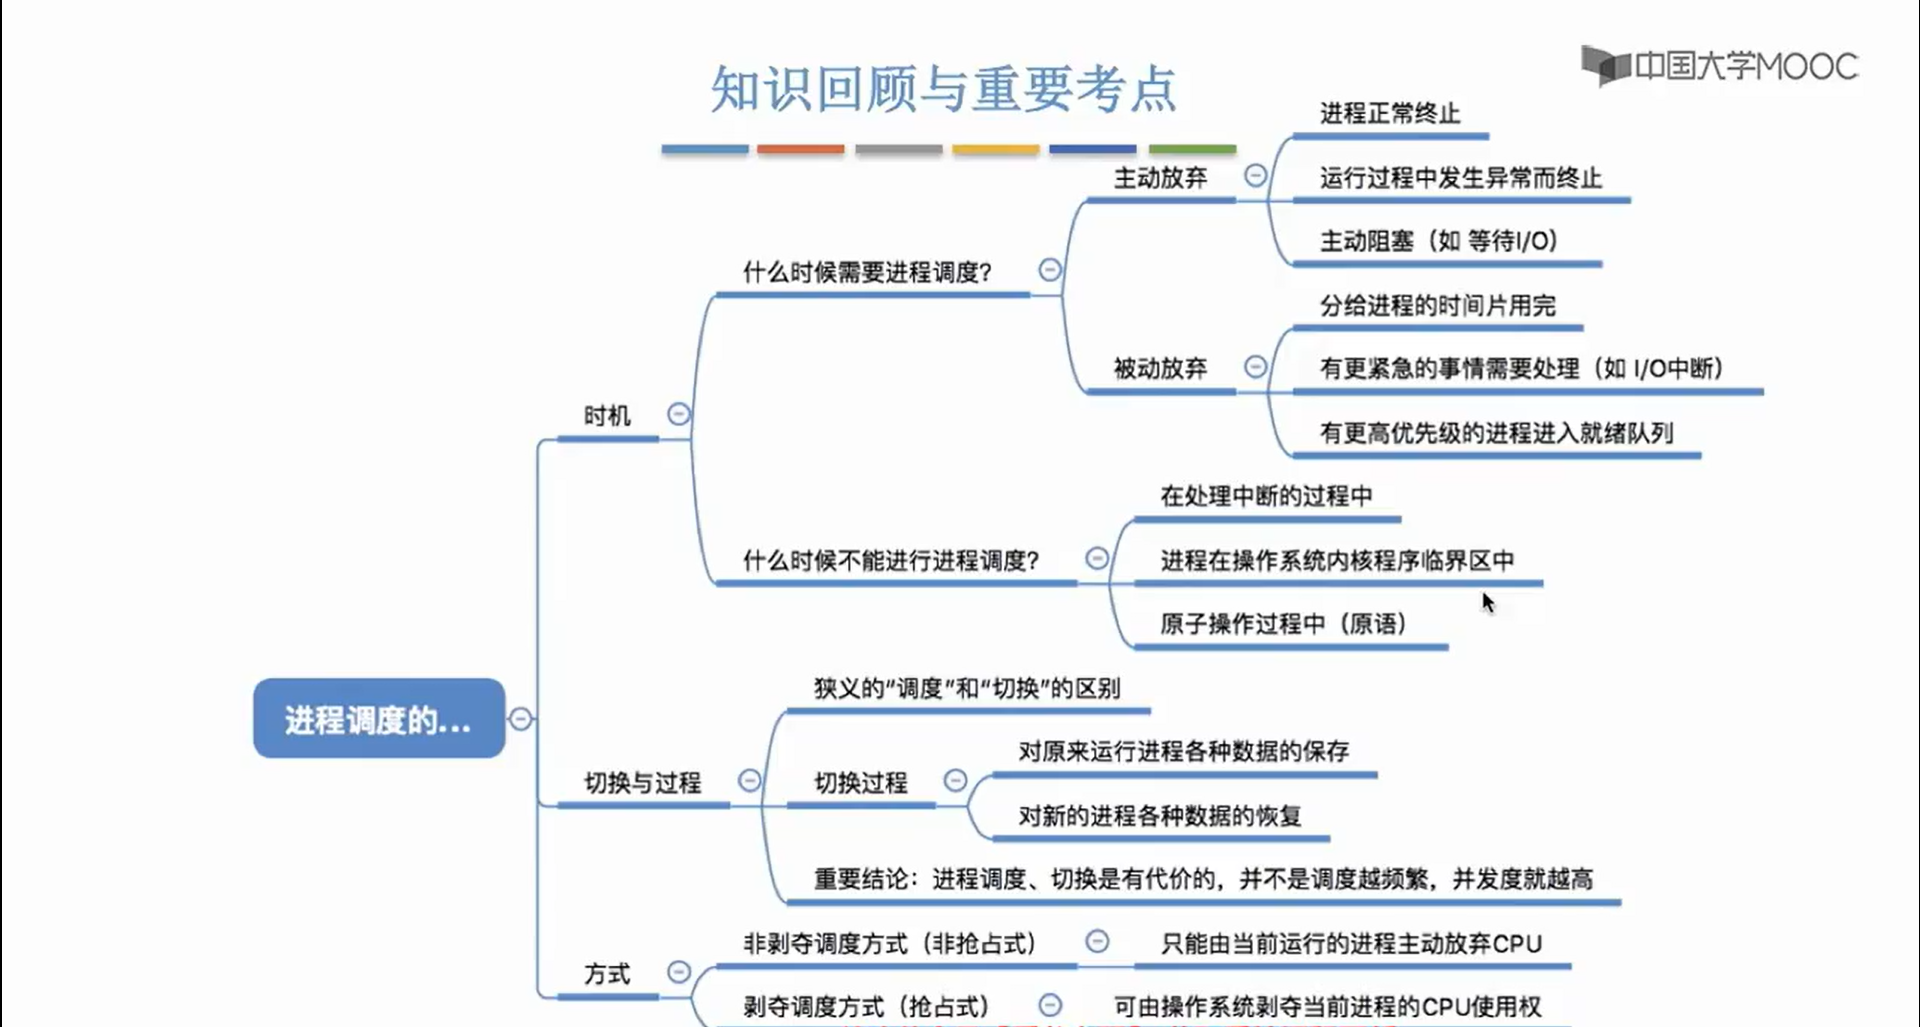 知识回顾与重要考点
中国大学MOOC
进程正常终止
主动放弃
运行过程中发生异常而终止
主动阻塞（如 等待I/O）
什么时候需要进程调度？
分给进程的时间片用完
被动放弃
有更紧急的事情需要处理（如 I/O中断）
有更高优先级的进程进入就绪队列
时机
在处理中断的过程中
什么时候不能进行进程调度？
进程在操作系统内核程序临界区中
原子操作过程中（原语）
进程调度的...
狭义的“调度”和“切换”的区别
切换与过程
切换过程
对原来运行进程各种数据的保存
对新的进程各种数据的恢复
重要结论：进程调度、切换是有代价的，并不是调度越频繁，并发度就越高
方式
非剥夺调度方式（非抢占式）
只能由当前运行的进程主动放弃CPU
剥夺调度方式（抢占式）
可由操作系统剥夺当前进程的CPU使用权